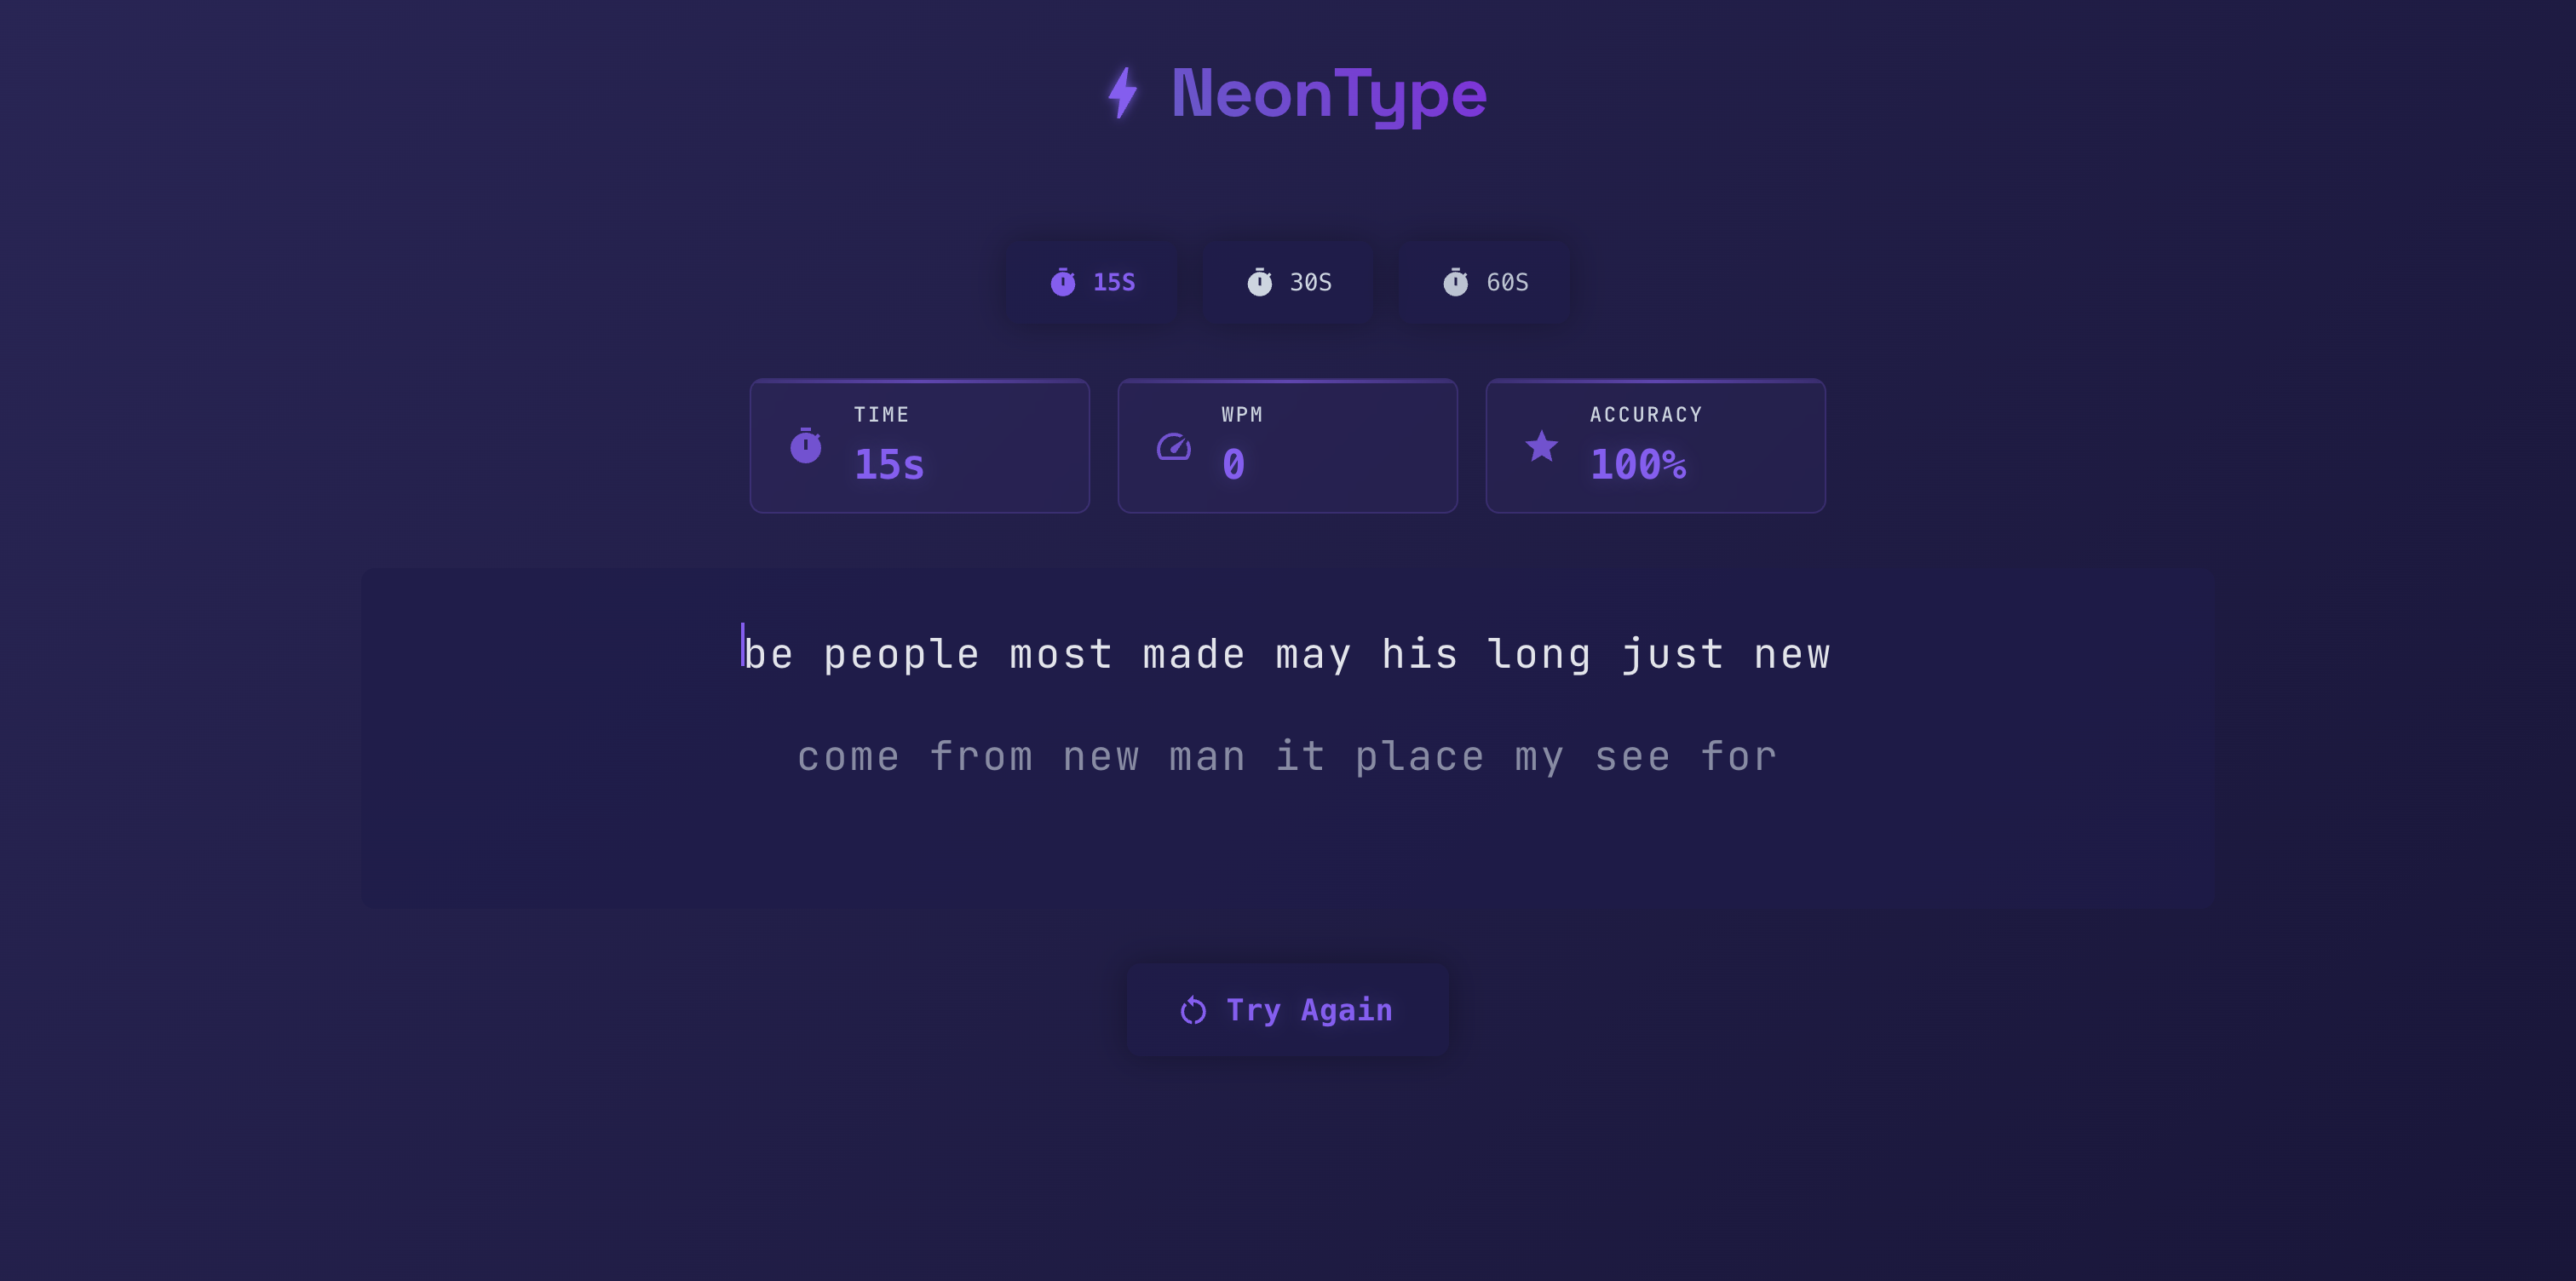 NeonType
15S 30S 60S
TIME WPM ACCURACY
15s 0 100%
be people most made may his long just new
come from new man it place my see for
Try Again